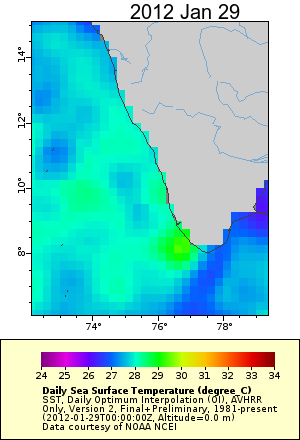 2012 Jan 29
14°
12°
10°
8°
74°
76°
78°
24 25 26 27 28 29 30 31 32 33 34
Daily Sea Surface Temperature (degree_C)
SST, Daily Optimum Interpolation (OI), AVHRR
Only, Version 2, Final+Preliminary, 1981-present
(2012-01-29T00:00:00Z, Altitude=0.0 m)
Data courtesy of NOAA NCEI